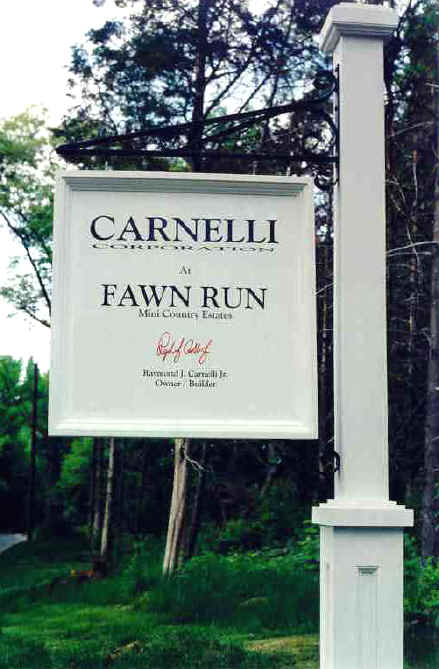 CARNELLI
CORPORATION
At
FAWN RUN
Mini Country Estates
Raymond J. Carnelli Jr.
Owner / Builder